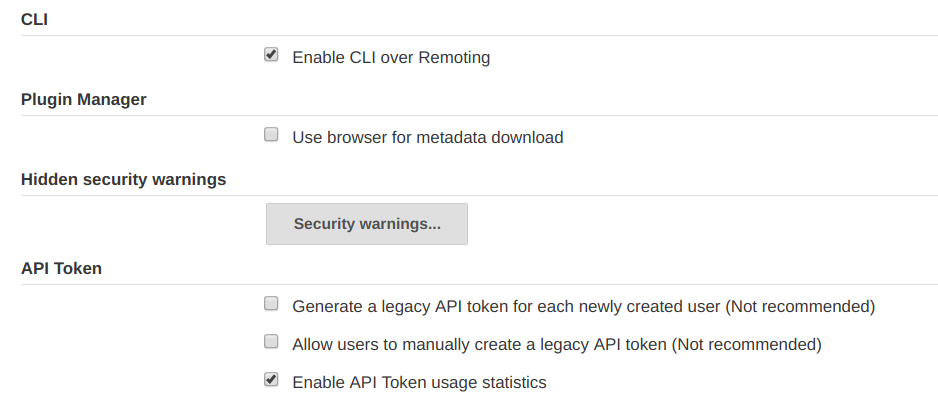 CLI
Enable CLI over Remoting
Plugin Manager
Use browser for metadata download
Hidden security warnings
Security warnings...
API Token
Generate a legacy API token for each newly created user (Not recommended)
Allow users to manually create a legacy API token (Not recommended)
Enable API Token usage statistics